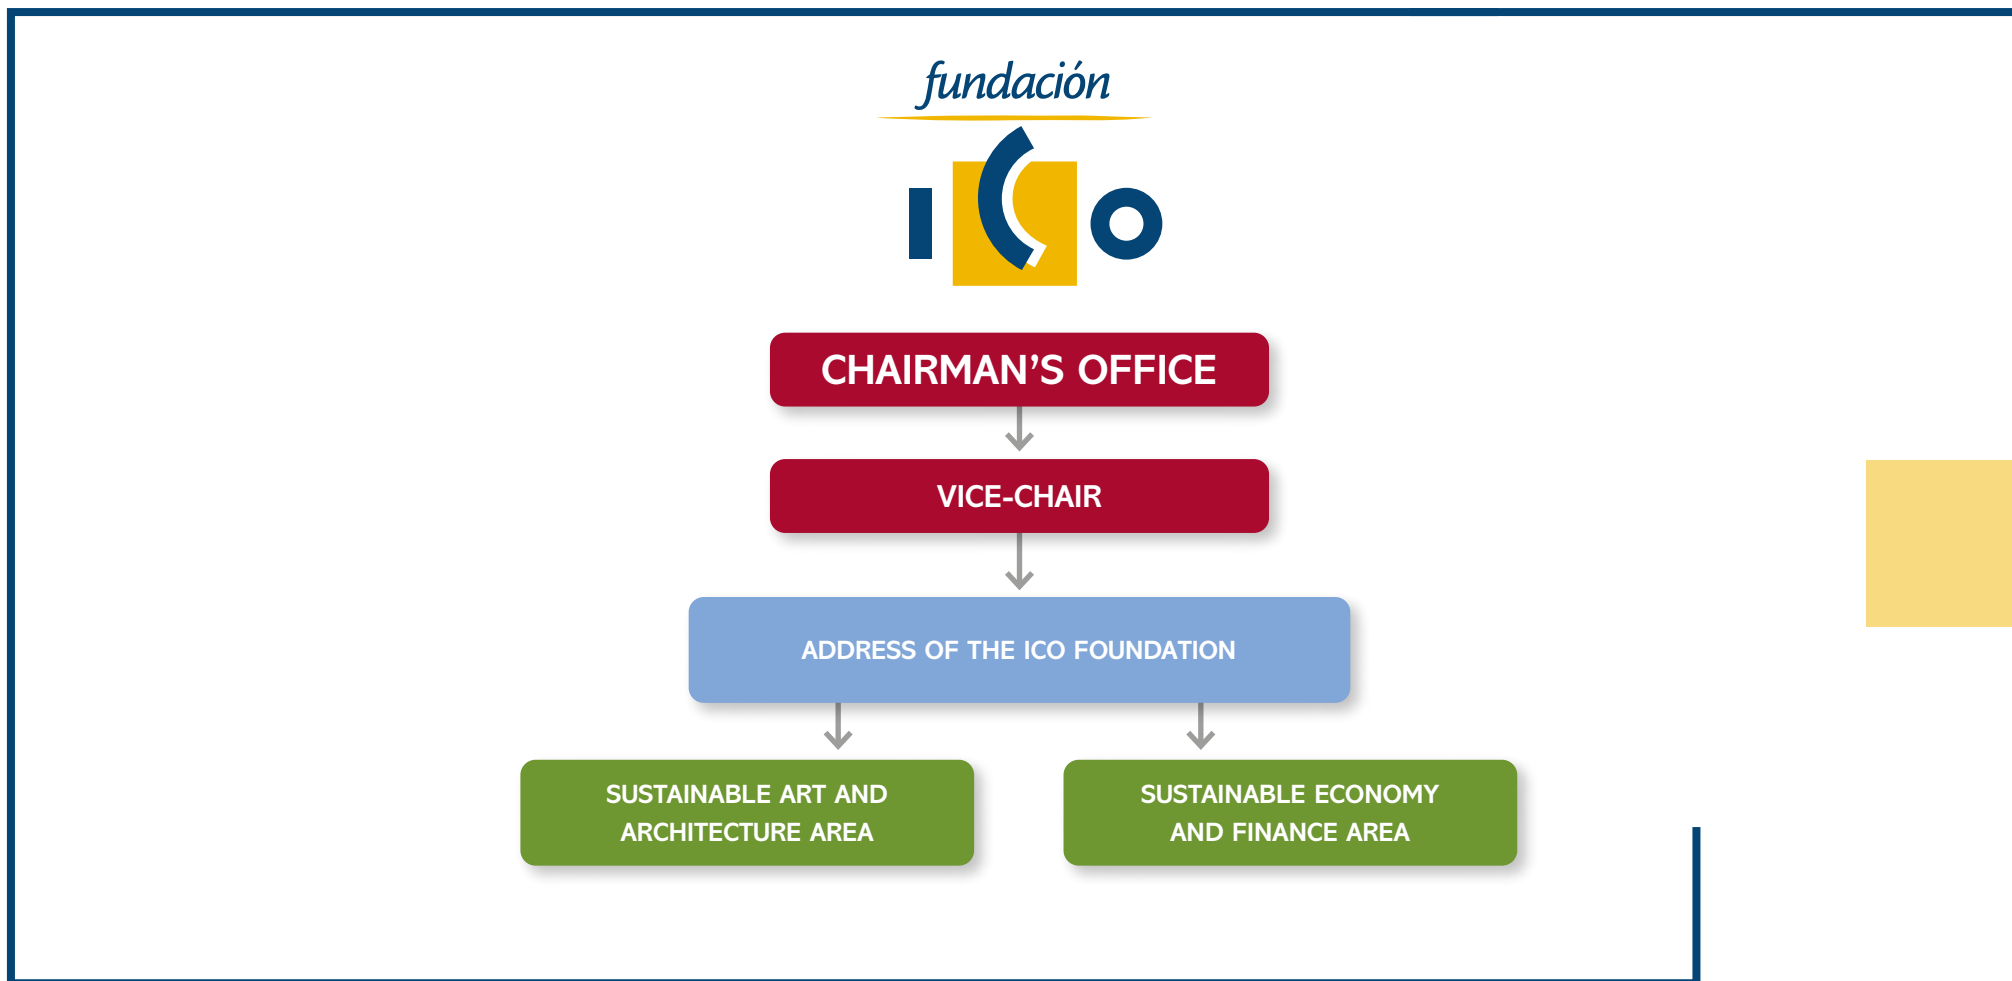 fundación
ICO
CHAIRMAN’S OFFICE
VICE-CHAIR
ADDRESS OF THE ICO FOUNDATION
SUSTAINABLE ART AND
ARCHITECTURE AREA
SUSTAINABLE ECONOMY
AND FINANCE AREA